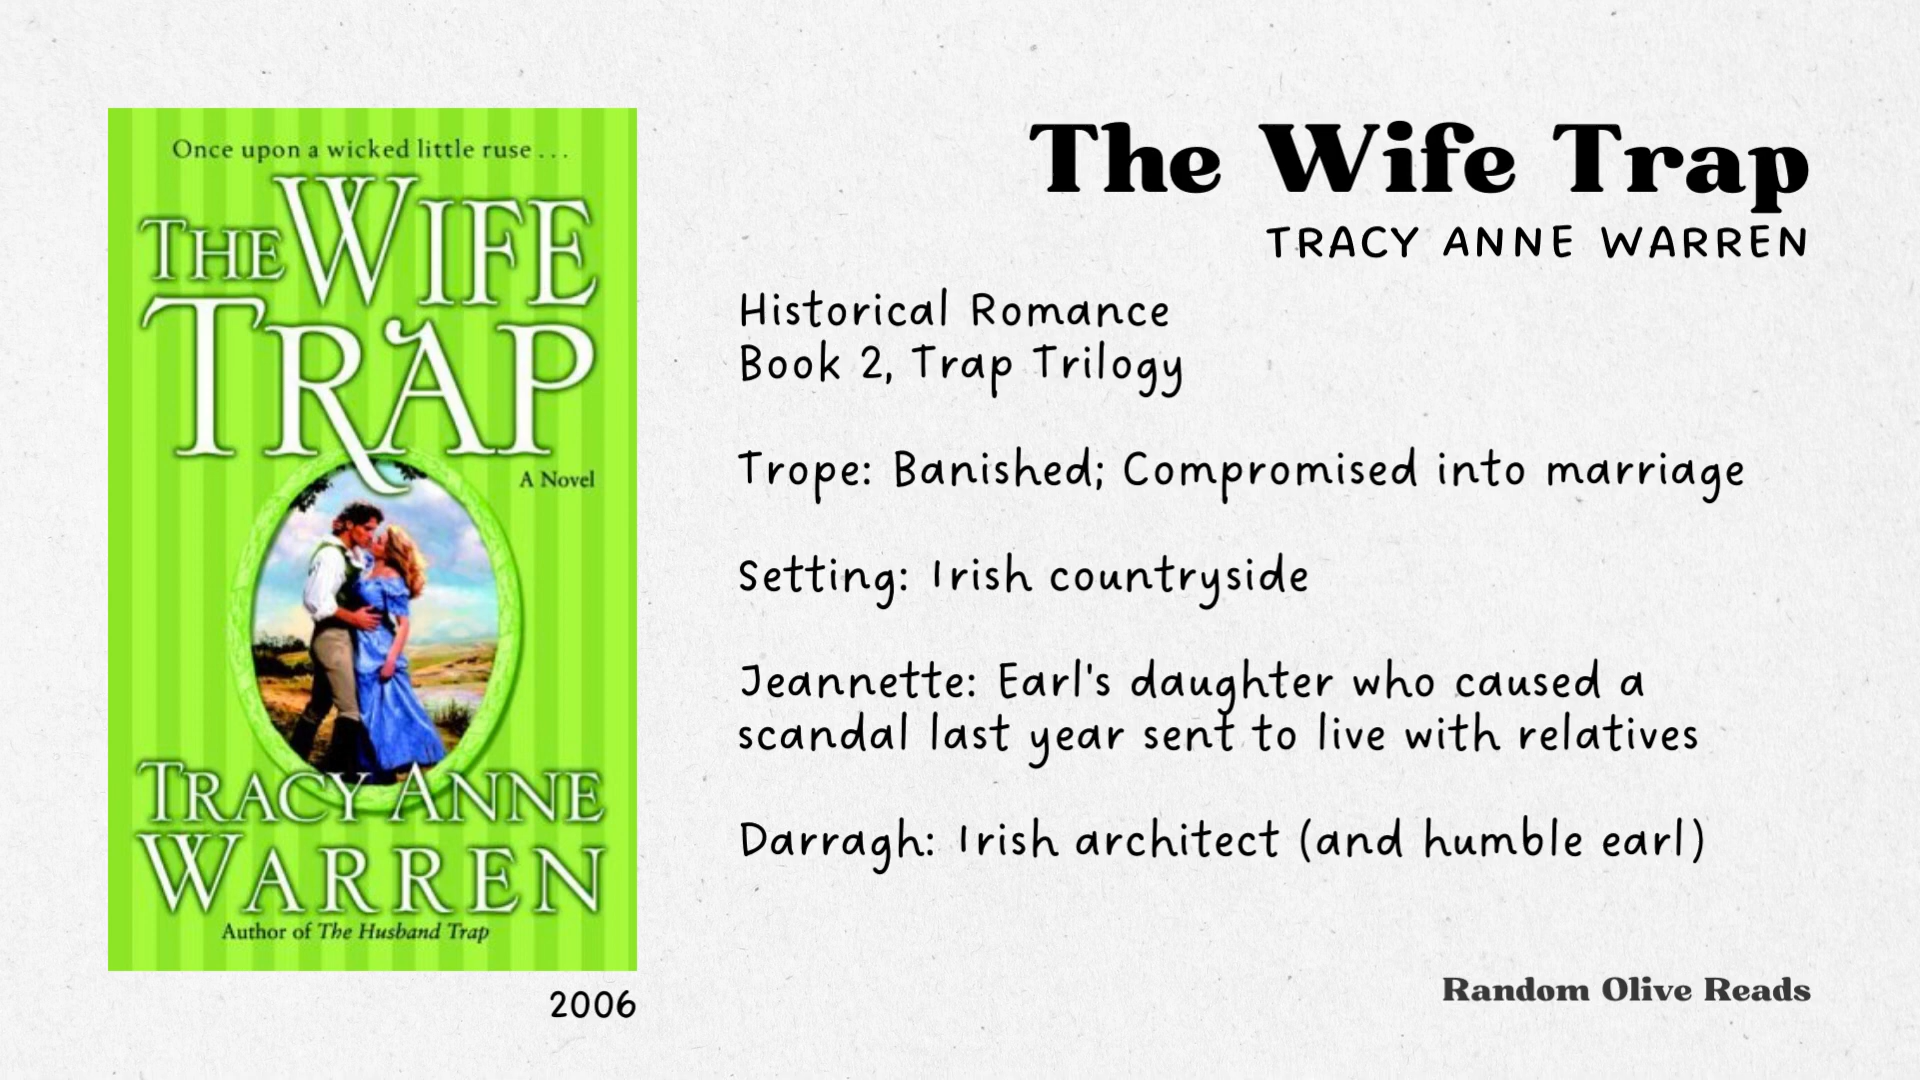 Once upon a wicked little ruse...
THE WIFE
TRAP
A Novel
TRACY ANNE
WARREN
Author of The Husband Trap
2006
The Wife Trap
TRACY ANNE WARREN
Historical Romance
Book 2, Trap Trilogy
Trope: Banished; Compromised into marriage
Setting: Irish countryside
Jeannette: Earl's daughter who caused a
scandal last year sent to live with relatives
Darragh: Irish architect (and humble earl)
Random Olive Reads